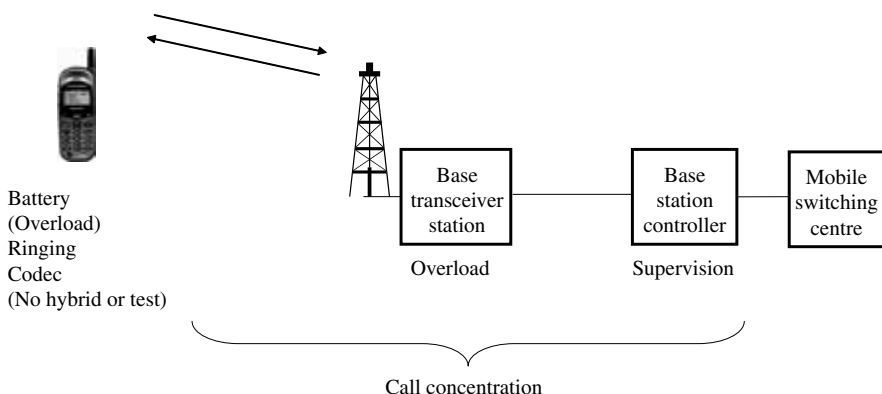 Base
transceiver
station
Base
station
controller
Mobile
switching
centre
Battery
(Overload)
Ringing
Codec
(No hybrid or test)
Overload
Supervision
Call concentration